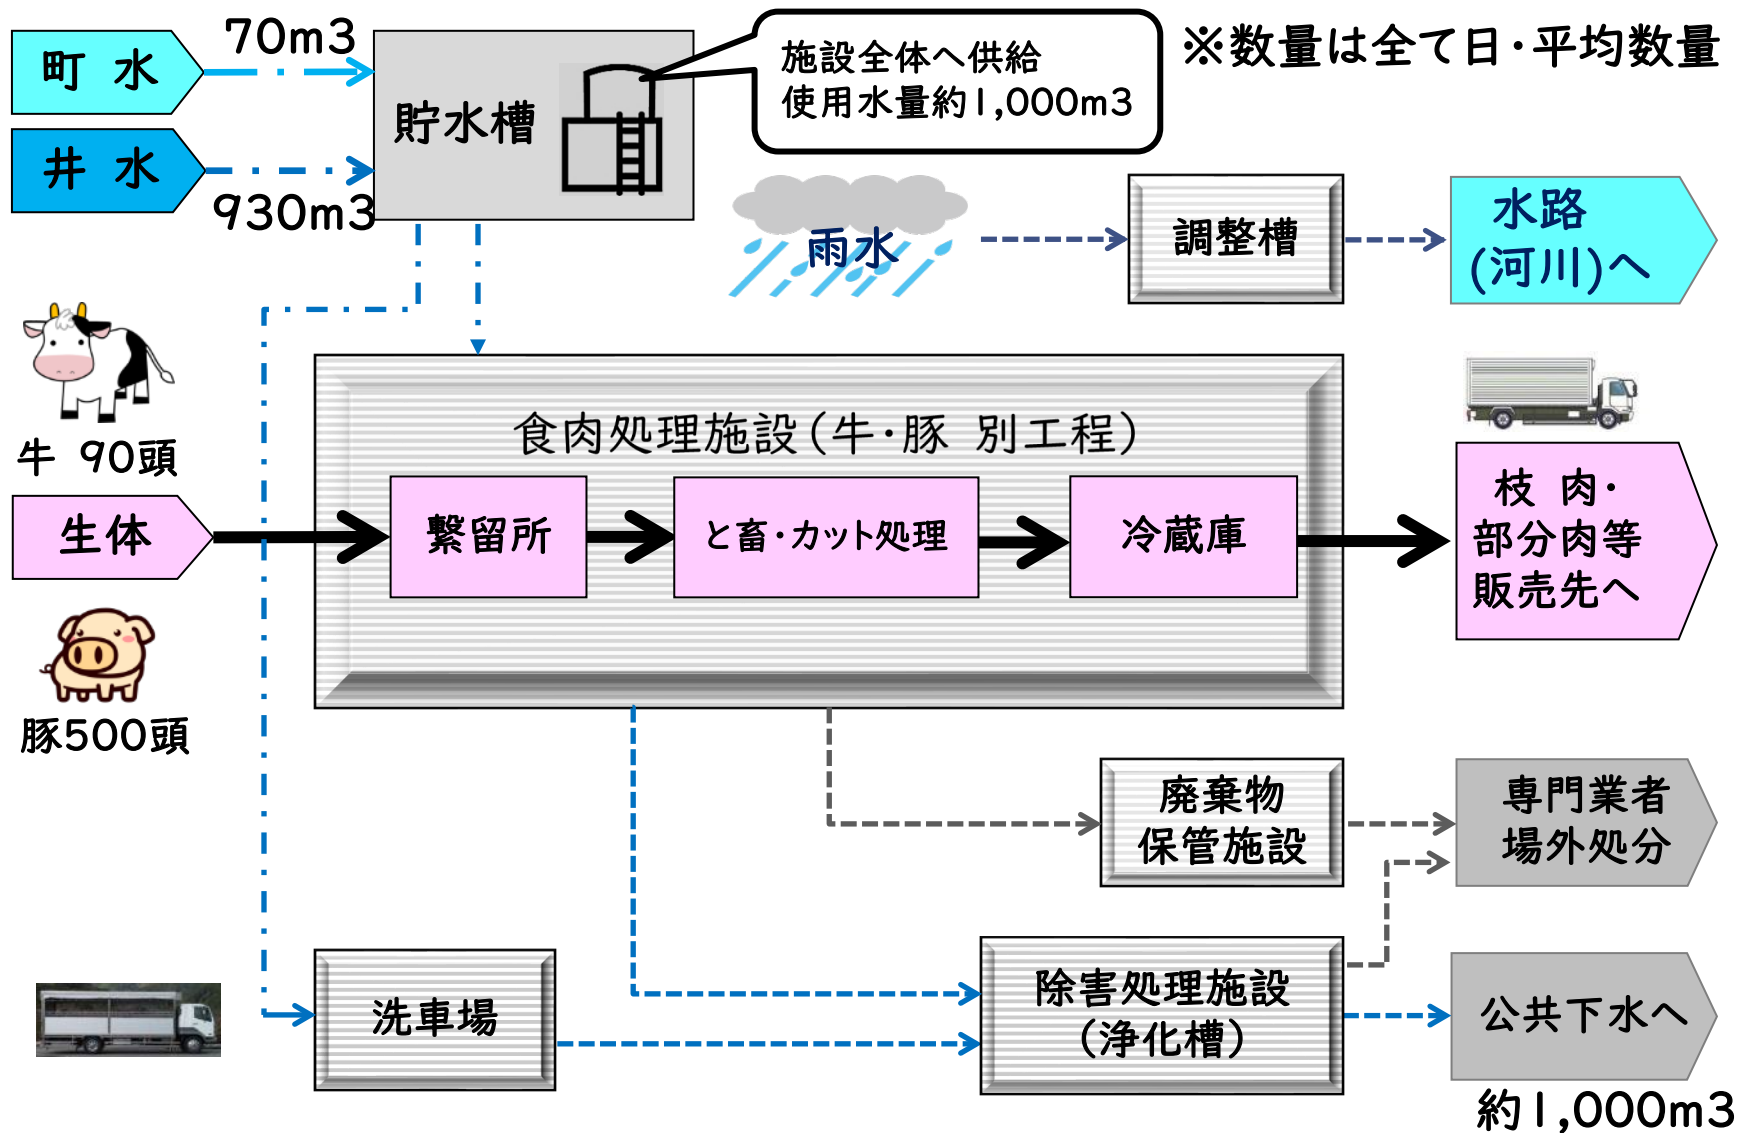 町 水
70m3
井 水
930m3
貯水槽
施設全体へ供給
使用水量約1,000m3
※数量は全て日・平均数量
雨水
調整槽
水路
(河川)へ
牛 90頭
生体
豚500頭
食肉処理施設(牛・豚 別工程)
繋留所
と畜・カット処理
冷蔵庫
枝 肉・
部分肉等
販売先へ
廃棄物
保管施設
専門業者
場外処分
洗車場
除害処理施設
(浄化槽)
公共下水へ
約1,000m3